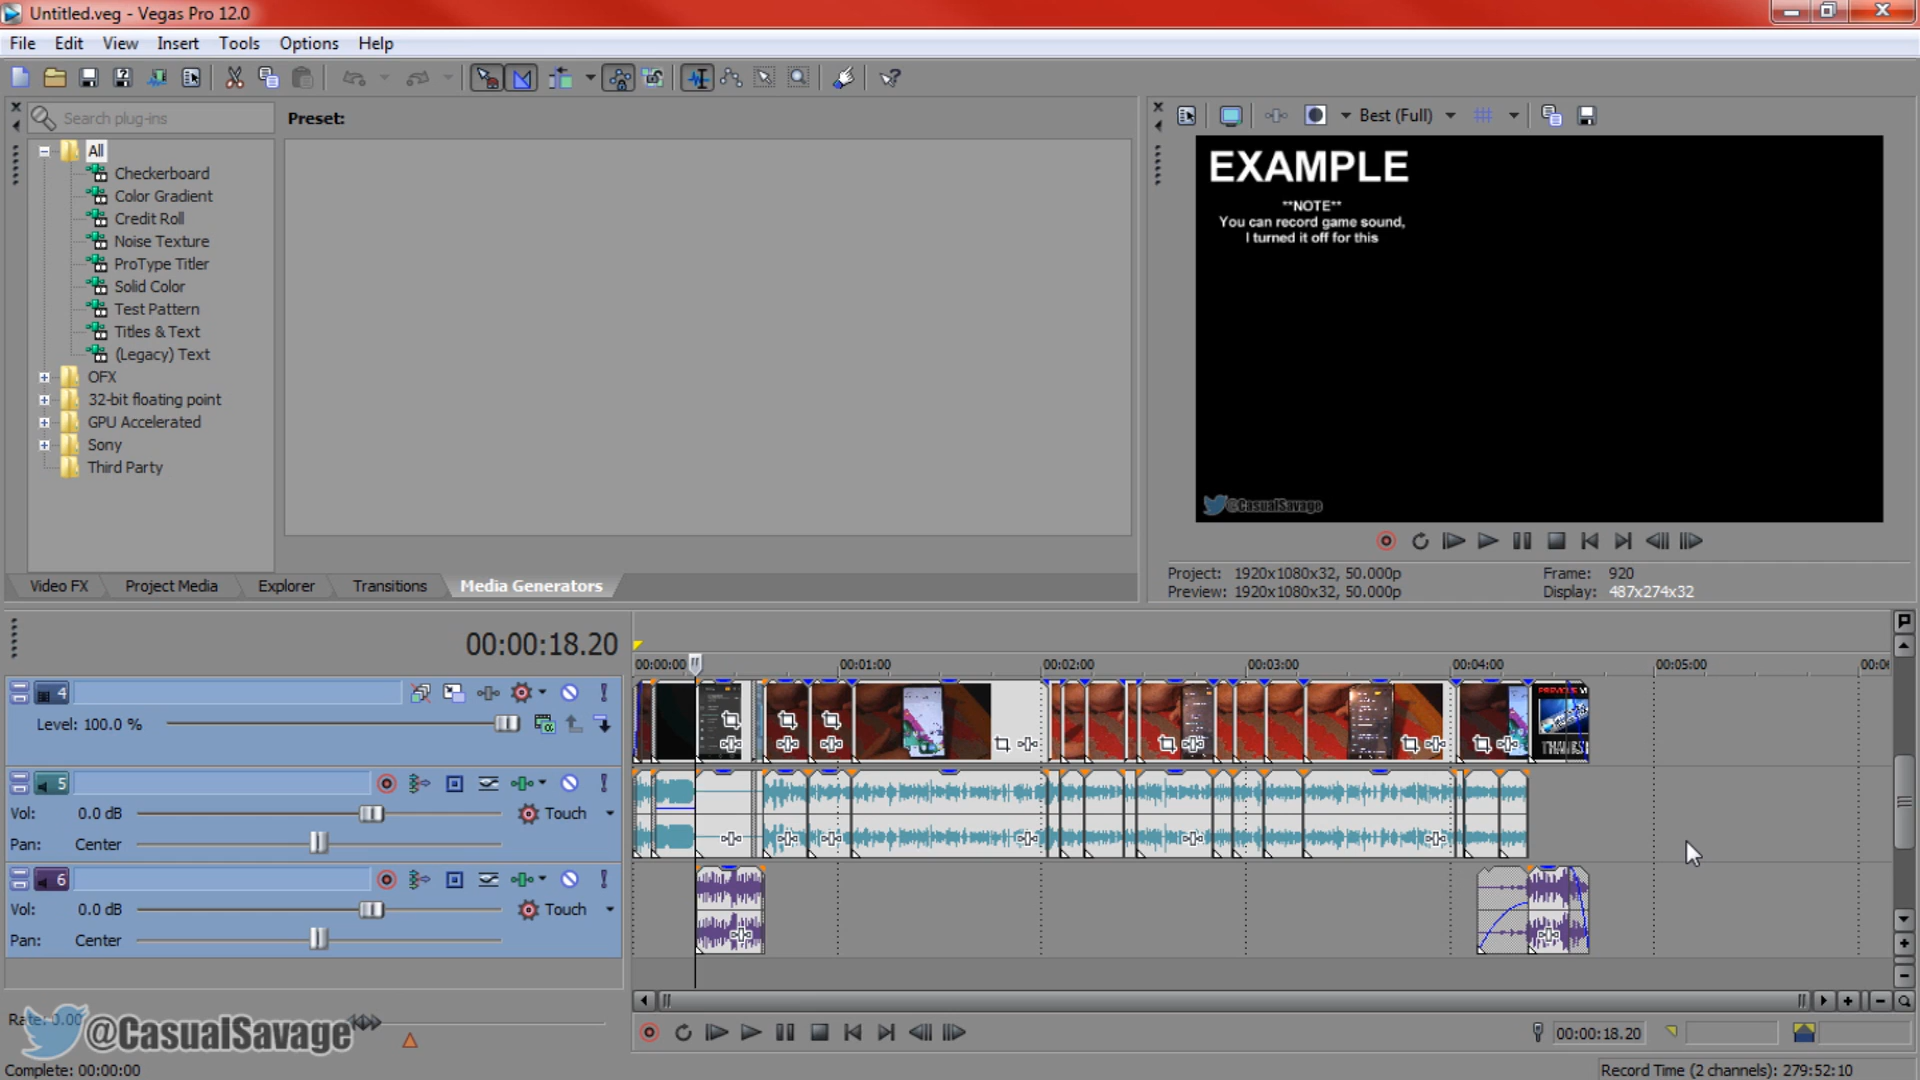 Untitled.veg - Vegas Pro 12.0
File Edit View Insert Tools Options Help
Search plug-ins
Preset:
Best (Full)
All
Checkerboard
Color Gradient
Credit Roll
Noise Texture
ProType Titler
Solid Color
Test Pattern
Titles & Text
(Legacy) Text
OFX
32-bit floating point
GPU Accelerated
Sony
Third Party
EXAMPLE
**NOTE**
You can record game sound,
I turned it off for this
@CasualSavage
Video FX Project Media Explorer Transitions Media Generators
Project: 1920x1080x32, 50.000p Frame: 920
Preview: 1920x1080x32, 50.000p Display: 487x274x32
00:00:18.20
00:00:00 00:01:00 00:02:00 00:03:00 00:04:00 00:05:00
4
Level: 100.0 %
5
Vol: 0.0 dB Touch
Pan: Center
6
Vol: 0.0 dB Touch
Pan: Center
Rate: 0.00
@CasualSavage
00:00:18.20
Complete: 00:00:00
Record Time (2 channels): 279:52:10